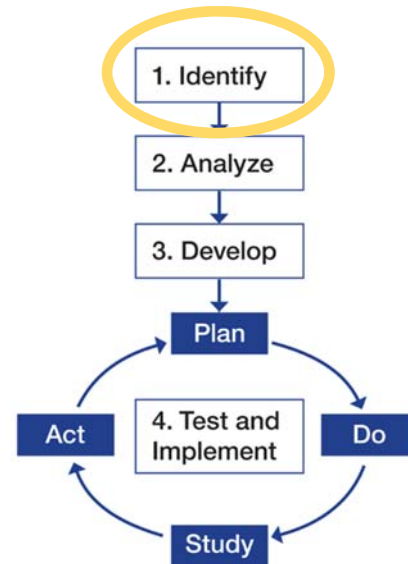 1. Identify
2. Analyze
3. Develop
Plan
Act
4. Test and
Implement
Do
Study